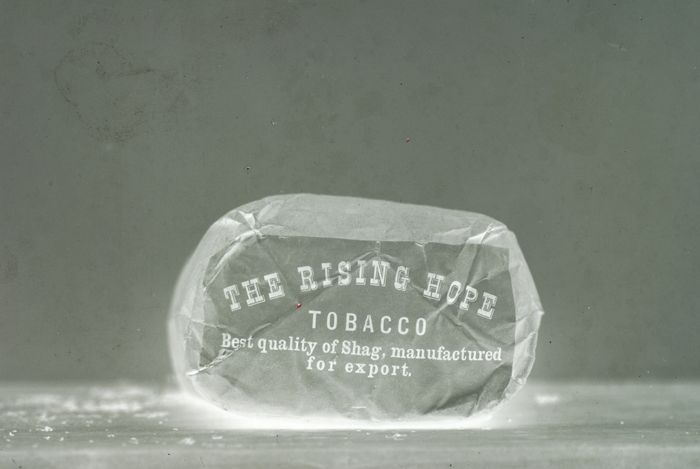 THE RISING HOPE
TOBACCO
Best quality of Shag, manufactured
for export.